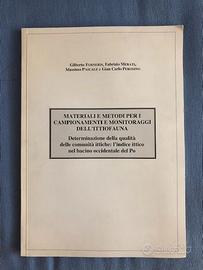 Gilberto FORNERIS, Fabrizio MERATI,
Massimo PASCALE e Gian Carlo PEROSINO
MATERIALI E METODI PER I
CAMPIONAMENTI E MONITORAGGI
DELL'ITTIOFAUNA
Determinazione della qualità
delle comunità ittiche: l'indice ittico
nel bacino occidentale del Po
subito